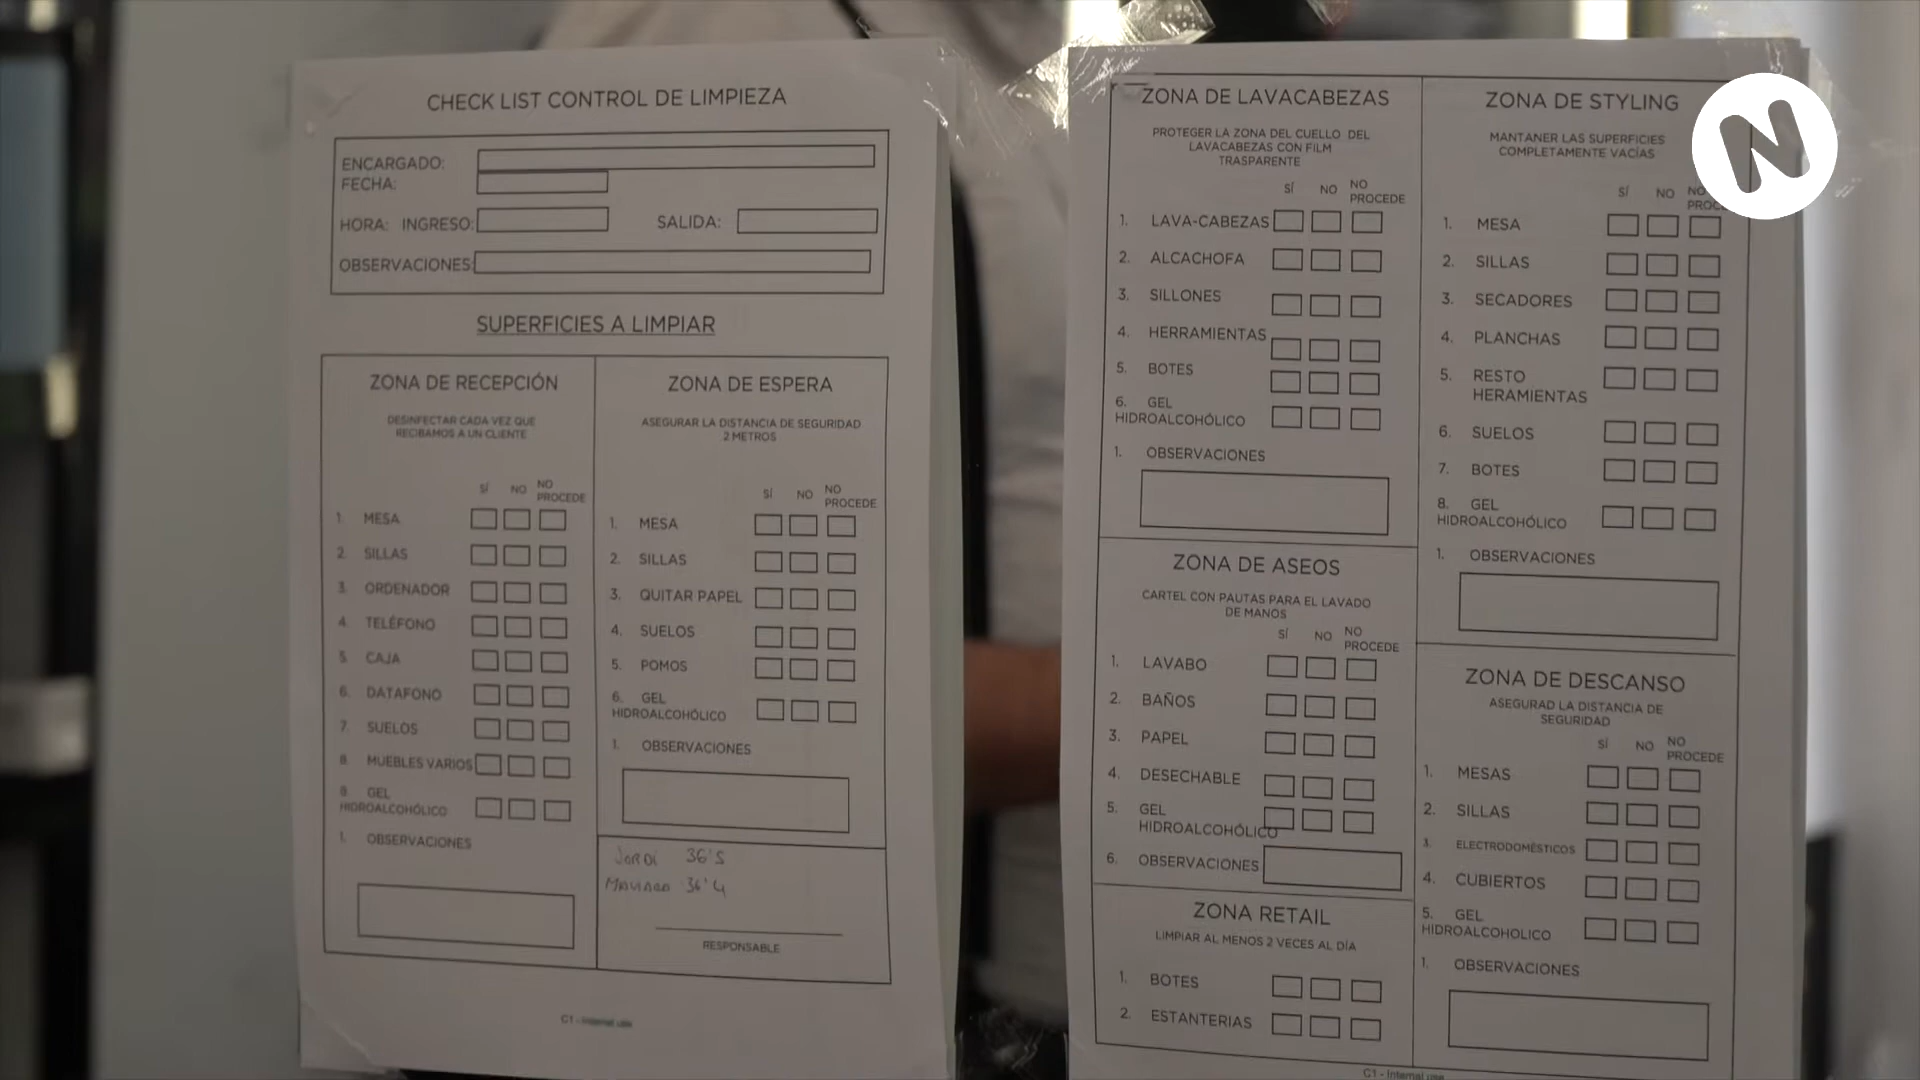 CHECK LIST CONTROL DE LIMPIEZA
ENCARGADO:
FECHA:
HORA: INGRESO: SALIDA:
OBSERVACIONES:
SUPERFICIES A LIMPIAR
ZONA DE RECEPCIÓN
DESINFECTAR CADA VEZ QUE
RECIBAMOS A UN CLIENTE
SÍ NO NO
PROCEDE
1. MESA
2. SILLAS
3. ORDENADOR
4. TELÉFONO
5. CAJA
6. DATAFONO
7. SUELOS
8. MUEBLES VARIOS
9. GEL
HIDROALCOHÓLICO
1. OBSERVACIONES
ZONA DE ESPERA
ASEGURAR LA DISTANCIA DE SEGURIDAD
2 METROS
SÍ NO NO
PROCEDE
1. MESA
2. SILLAS
3. QUITAR PAPEL
4. SUELOS
5. POMOS
6. GEL
HIDROALCOHÓLICO
1. OBSERVACIONES
JORDI 36'5
36'4
RESPONSABLE
C1 - Internal use
ZONA DE LAVACABEZAS
PROTEGER LA ZONA DEL CUELLO DEL
LAVACABEZAS CON FILM
TRASPARENTE
SÍ NO NO
PROCEDE
1. LAVA-CABEZAS
2. ALCACHOFA
3. SILLONES
4. HERRAMIENTAS
5. BOTES
6. GEL
HIDROALCOHÓLICO
1. OBSERVACIONES
ZONA DE ASEOS
CARTEL CON PAUTAS PARA EL LAVADO
DE MANOS
SÍ NO NO
PROCEDE
1. LAVABO
2. BAÑOS
3. PAPEL
4. DESECHABLE
5. GEL
HIDROALCOHÓLICO
6. OBSERVACIONES
ZONA RETAIL
LIMPIAR AL MENOS 2 VECES AL DÍA
1. BOTES
2. ESTANTERIAS
ZONA DE STYLING
MANTANER LAS SUPERFICIES
COMPLETAMENTE VACÍAS
SÍ NO NO
PROC
1. MESA
2. SILLAS
3. SECADORES
4. PLANCHAS
5. RESTO
HERAMIENTAS
6. SUELOS
7. BOTES
8. GEL
HIDROALCOHÓLICO
1. OBSERVACIONES
ZONA DE DESCANSO
ASEGURAD LA DISTANCIA DE
SEGURIDAD
SÍ NO NO
PROCEDE
1. MESAS
2. SILLAS
3. ELECTRODOMÉSTICOS
4. CUBIERTOS
5. GEL
HIDROALCOHOLICO
1. OBSERVACIONES
C1 - Internal use
N